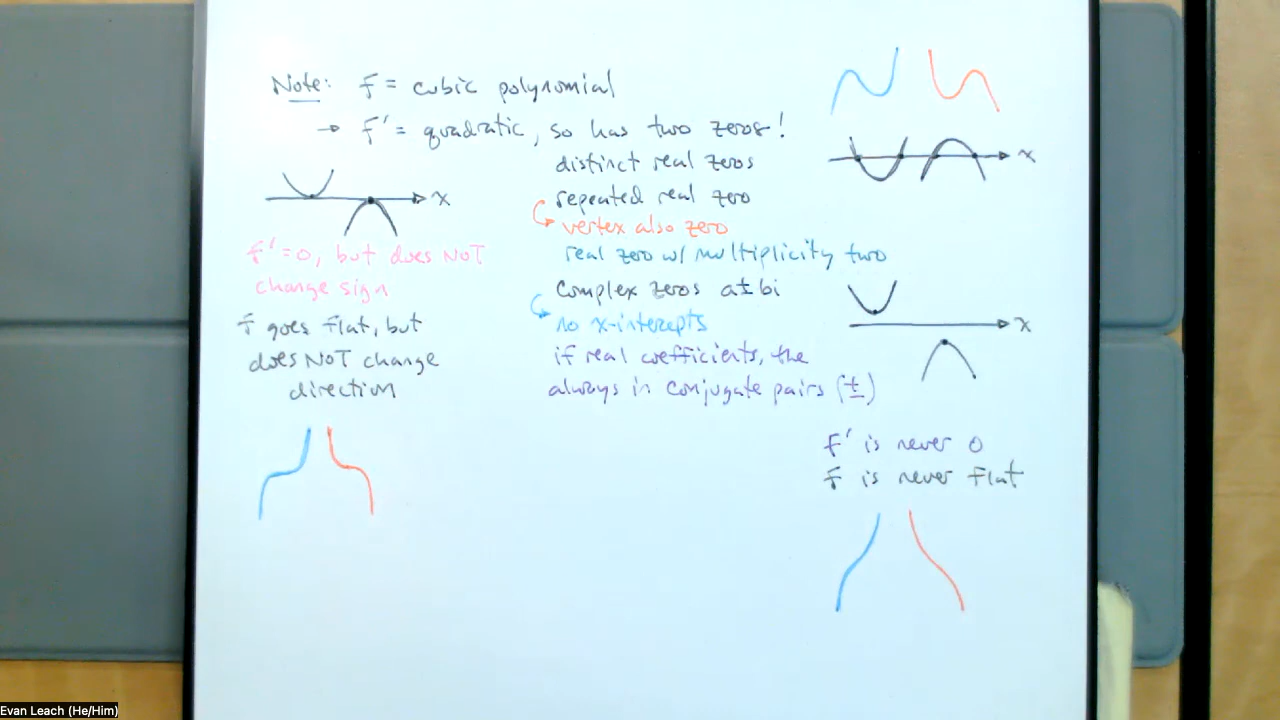 Note: f = cubic polynomial
→ f' = quadratic, so has two zeros!
distinct real zeros
repeated real zero
vertex also zero
real zero w/ multiplicity two
complex zeros a±bi
no x-intercepts
if real coefficients, the
always in conjugate pairs (±)
x
f'=0, but does NOT
change sign
f goes flat, but
does NOT change
direction
x
x
f' is never 0
f is never flat
Evan Leach (He/Him)